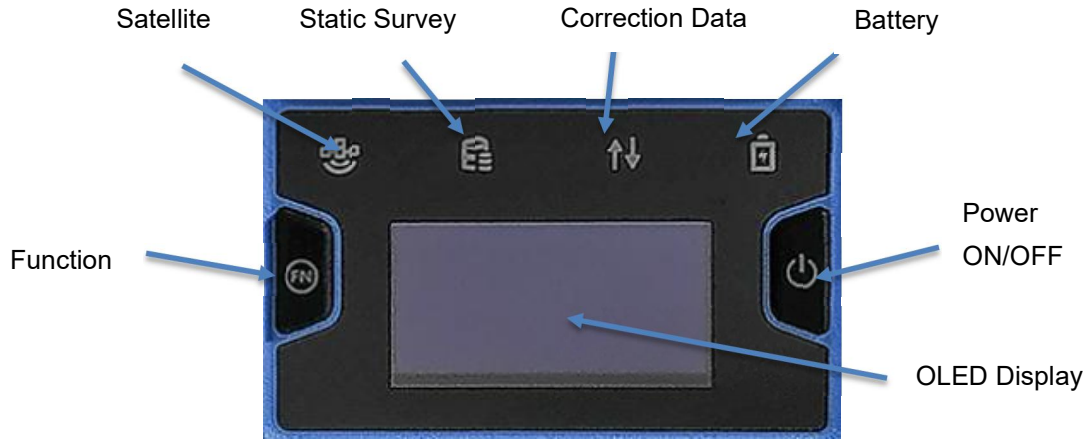 Satellite
Static Survey
Correction Data
Battery
Function
FN
Power
ON/OFF
OLED Display